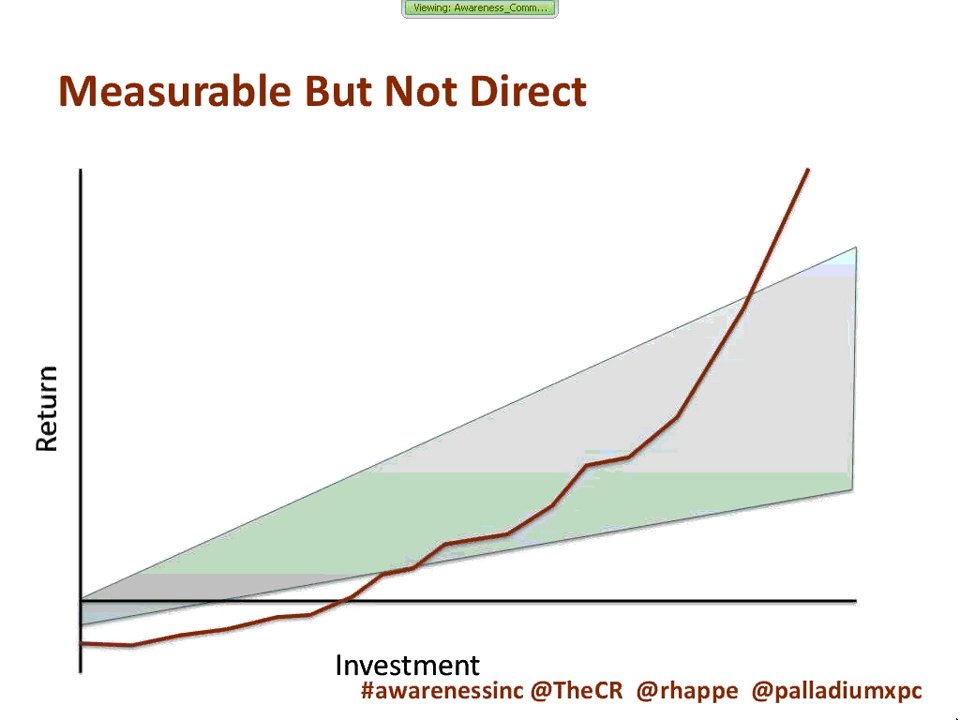 Viewing: Awareness_Comm...
Measurable But Not Direct
Return
Investment
#awarenessinc @TheCR @rhappe @palladiumxpc